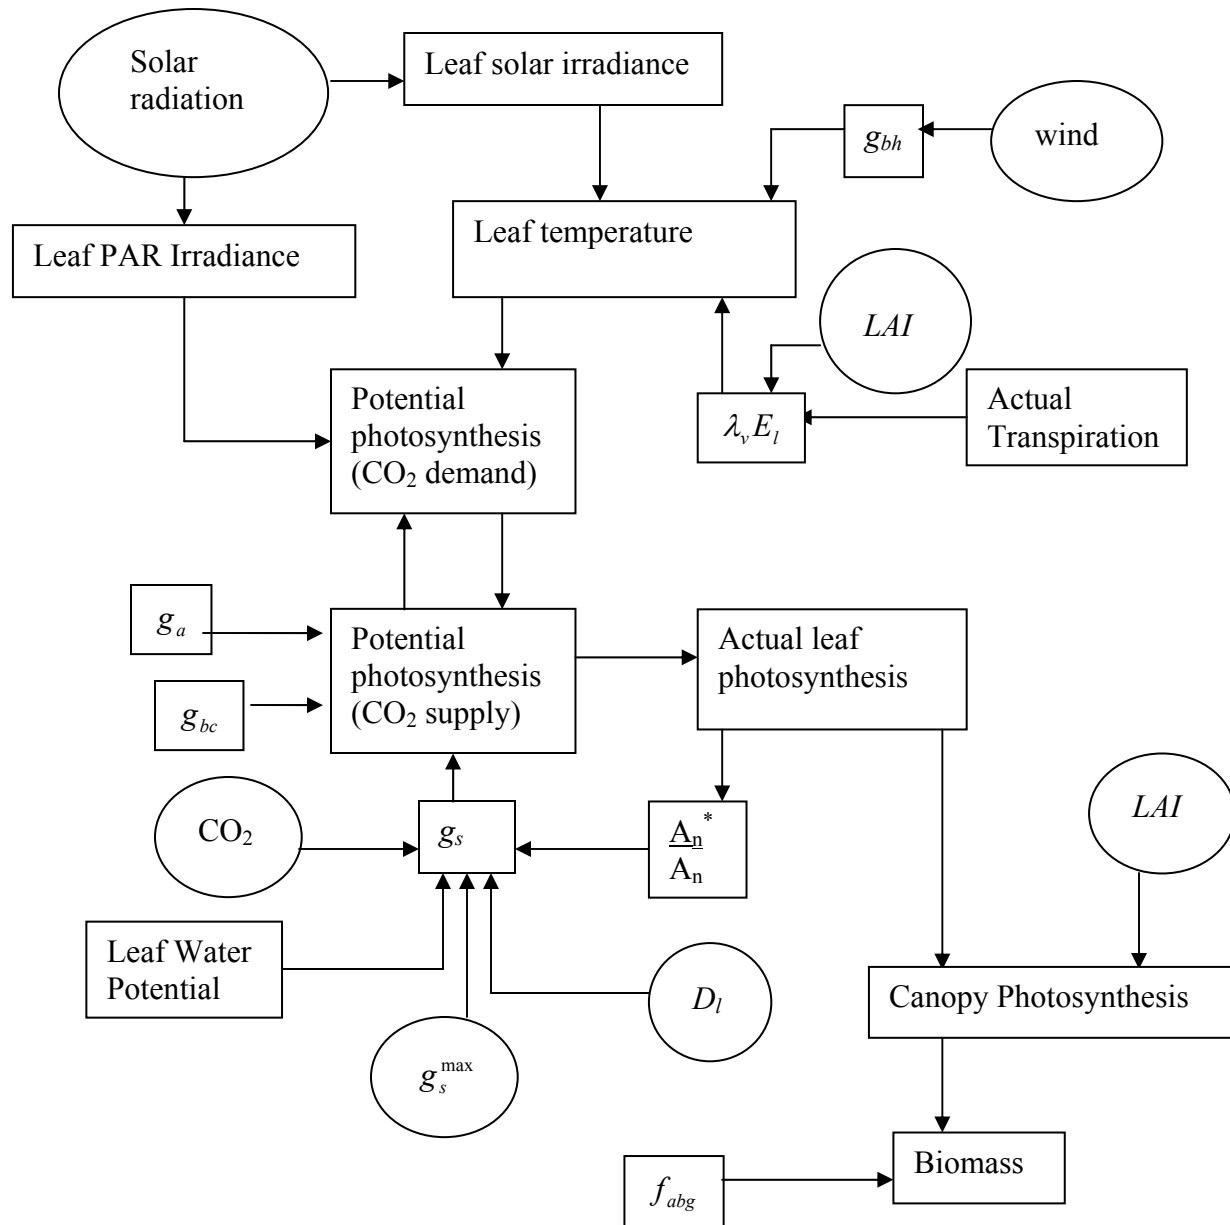 Solar
radiation
Leaf solar irradiance
g_bh
wind
Leaf PAR Irradiance
Leaf temperature
LAI
Potential
photosynthesis
(CO₂ demand)
λ_v E_l
Actual
Transpiration
g_a
Potential
photosynthesis
(CO₂ supply)
Actual leaf
photosynthesis
g_bc
CO₂
g_s
A_n*
A_n
LAI
Leaf Water
Potential
D_l
Canopy Photosynthesis
g_s^max
f_abg
Biomass